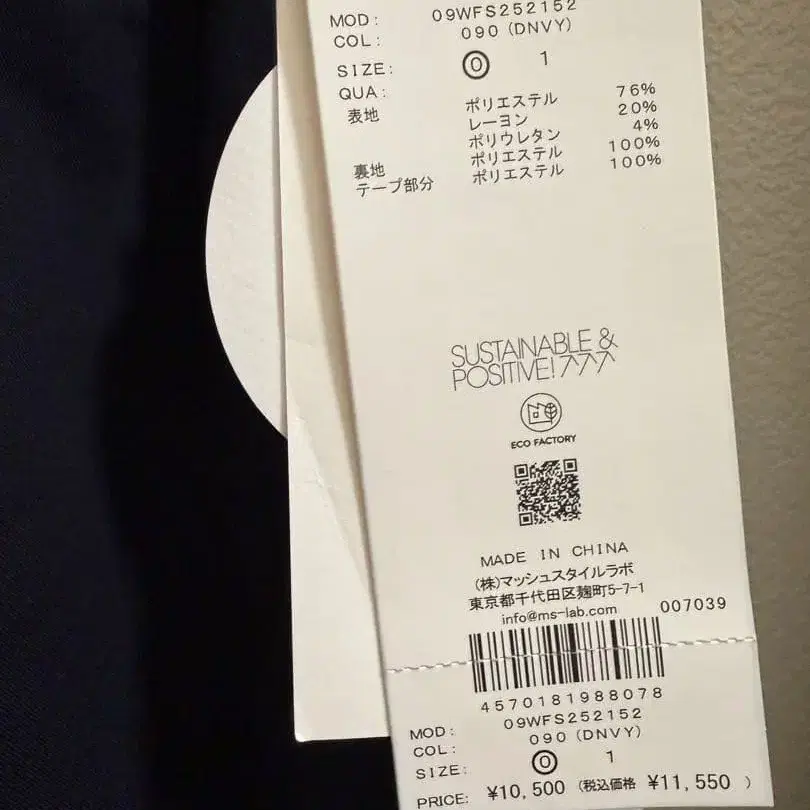 MOD: 09WFS252152
COL: 090 (DNVY)
SIZE: 0 1
QUA:
表地 ポリエステル 76%
レーヨン 20%
ポリウレタン 4%
裏地 ポリエステル 100%
テープ部分 ポリエステル 100%
SUSTAINABLE &
POSITIVE!
ECO FACTORY
MADE IN CHINA
(株)マッシュスタイルラボ
東京都千代田区麹町5-7-1
info@ms-lab.com 007039
4570181988078
MOD: 09WFS252152
COL: 090 (DNVY)
SIZE: 0 1
PRICE: ¥10,500 (税込価格 ¥11,550 )